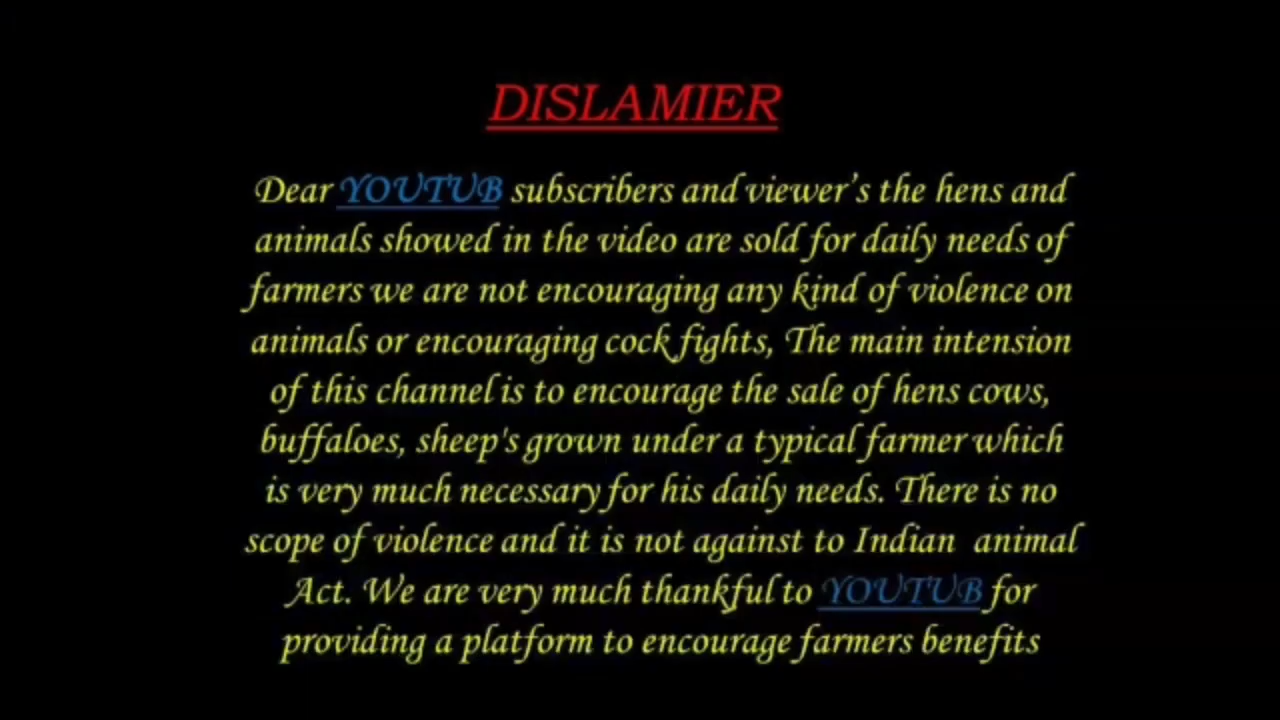 DISLAMIER
Dear YOUTUB subscribers and viewer's the hens and
animals showed in the video are sold for daily needs of
farmers we are not encouraging any kind of violence on
animals or encouraging cock fights, The main intension
of this channel is to encourage the sale of hens cows,
buffaloes, sheep's grown under a typical farmer which
is very much necessary for his daily needs. There is no
scope of violence and it is not against to Indian animal
Act. We are very much thankful to YOUTUB for
providing a platform to encourage farmers benefits